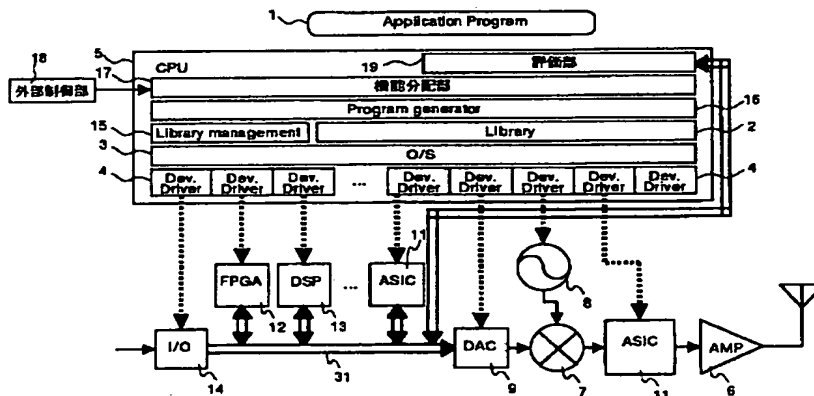 1
Application Program
5
CPU
19
評価部
18
外部制御部
17
機能分配部
Program generator
16
15
Library management
Library
2
3
O/S
4
Dev. Driver
Dev. Driver
Dev. Driver
...
Dev. Driver
Dev. Driver
Dev. Driver
Dev. Driver
Dev. Driver
4
FPGA
12
DSP
13
...
ASIC
11
8
I/O
14
31
DAC
9
7
ASIC
11
AMP
6